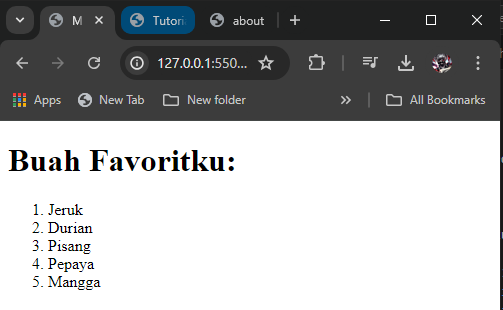 M
Tutori
about
127.0.0.1:550...
Apps
New Tab
New folder
All Bookmarks
Buah Favoritku:
1. Jeruk
2. Durian
3. Pisang
4. Pepaya
5. Mangga